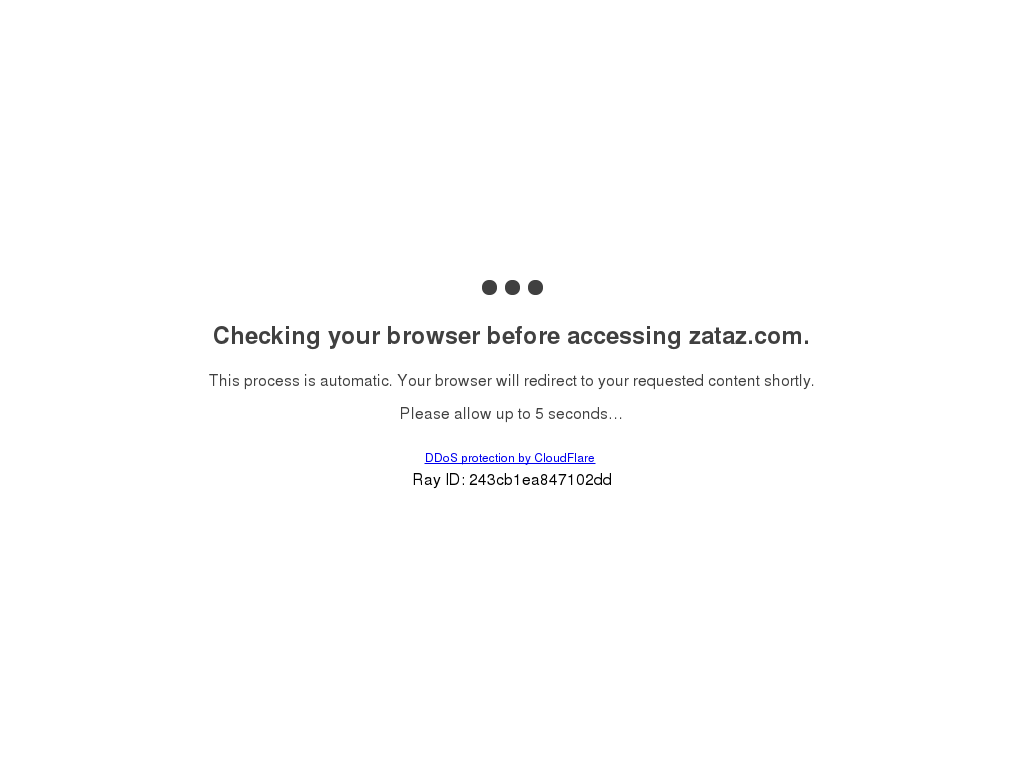 Checking your browser before accessing zataz.com.
This process is automatic. Your browser will redirect to your requested content shortly.
Please allow up to 5 seconds…
DDoS protection by CloudFlare
Ray ID: 243cb1ea847102dd